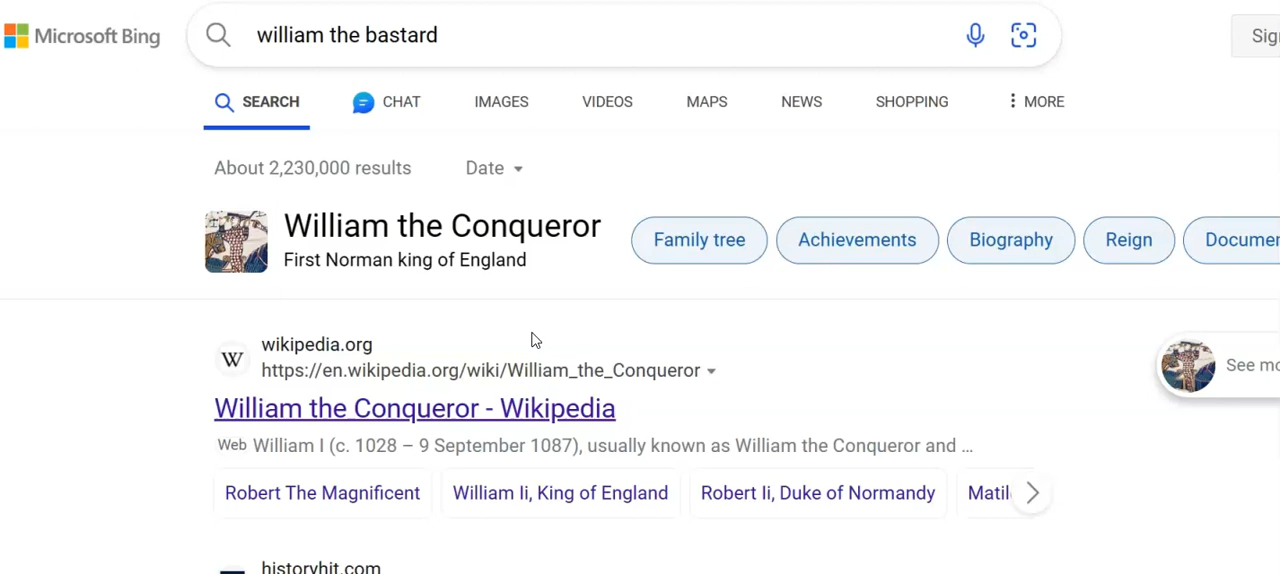 Microsoft Bing
william the bastard
SEARCH CHAT IMAGES VIDEOS MAPS NEWS SHOPPING MORE
About 2,230,000 results Date
William the Conqueror
First Norman king of England
Family tree Achievements Biography Reign
wikipedia.org
https://en.wikipedia.org/wiki/William_the_Conqueror
See
William the Conqueror - Wikipedia
Web William I (c. 1028 – 9 September 1087), usually known as William the Conqueror and ...
Robert The Magnificent William Ii, King of England Robert Ii, Duke of Normandy
historyhit.com